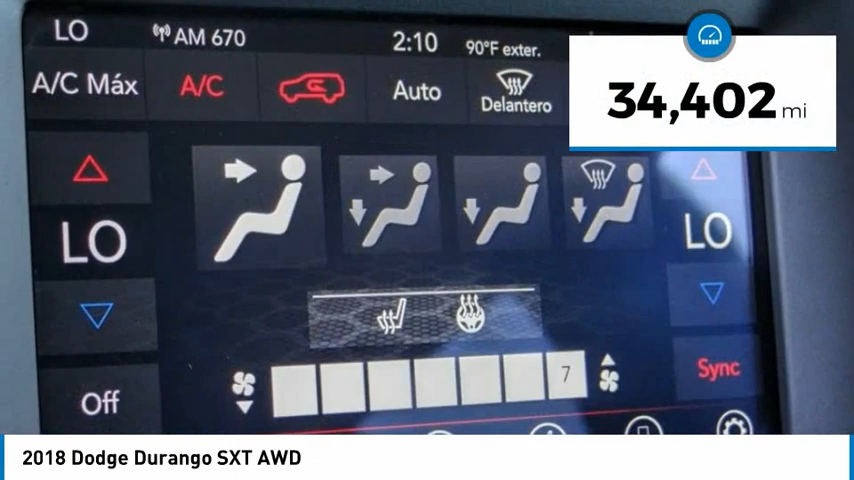 LO
AM 670
2:10
90°F exter.
A/C Máx
A/C
Auto
Delantero
34,402 mi
LO
LO
7
Sync
Off
2018 Dodge Durango SXT AWD